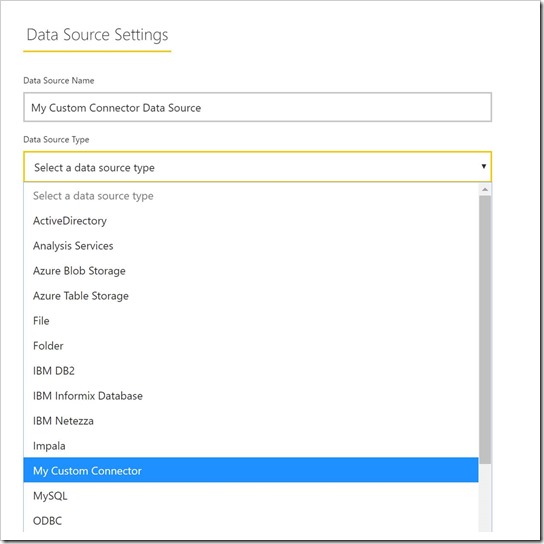 Data Source Settings
Data Source Name
My Custom Connector Data Source
Data Source Type
Select a data source type
Select a data source type
ActiveDirectory
Analysis Services
Azure Blob Storage
Azure Table Storage
File
Folder
IBM DB2
IBM Informix Database
IBM Netezza
Impala
My Custom Connector
MySQL
ODBC